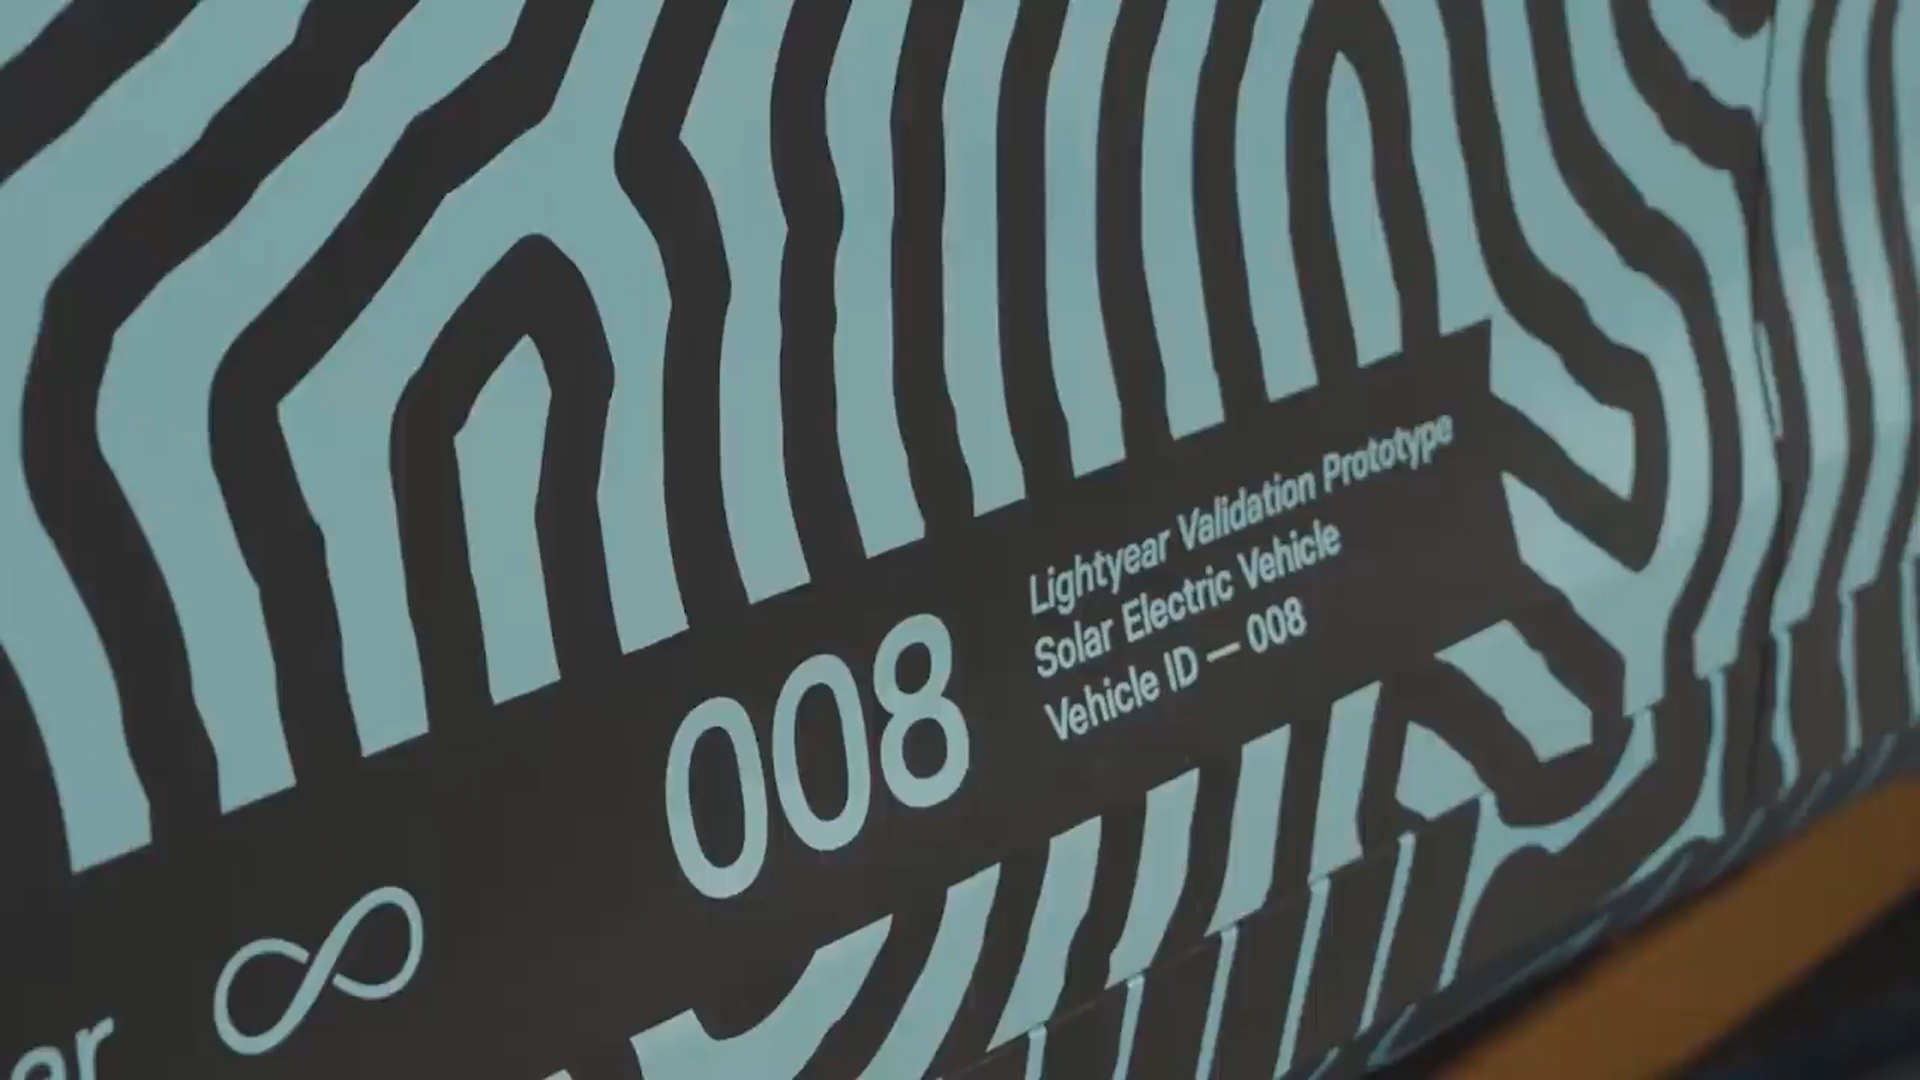 008
Lightyear Validation Prototype
Solar Electric Vehicle
Vehicle ID — 008